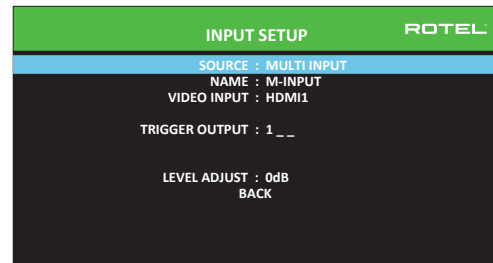 INPUT SETUP
ROTEL
SOURCE : MULTI INPUT
NAME : M-INPUT
VIDEO INPUT : HDMI1
TRIGGER OUTPUT : 1 _ _
LEVEL ADJUST : 0dB
BACK